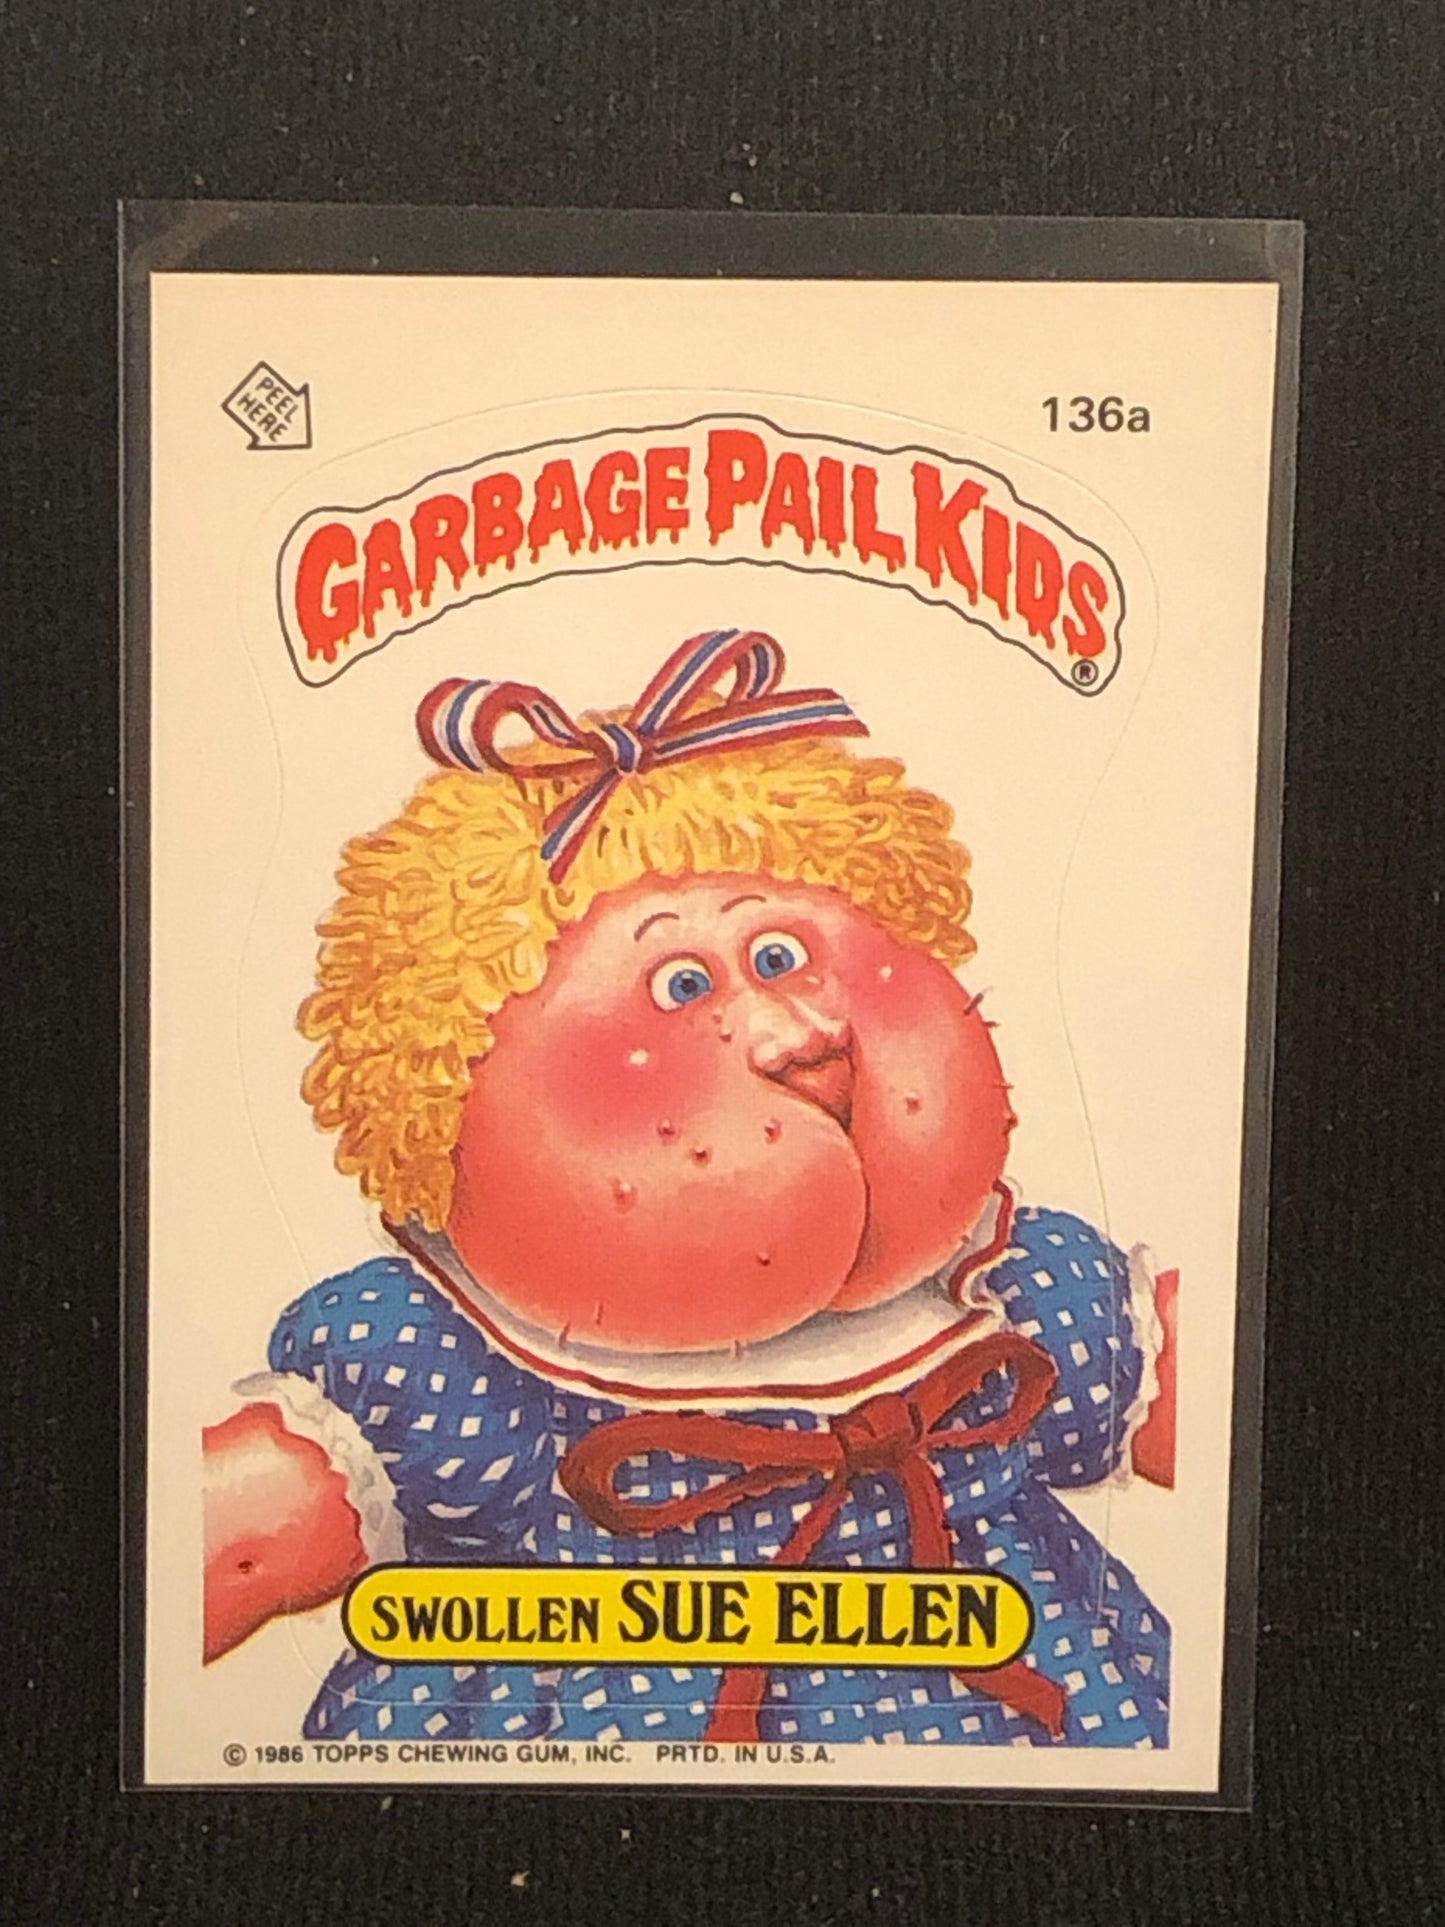 PEEL
HERE
136a
GARBAGE PAIL KIDS
®
SWOLLEN SUE ELLEN
© 1986 TOPPS CHEWING GUM, INC. PRTD. IN U.S.A.